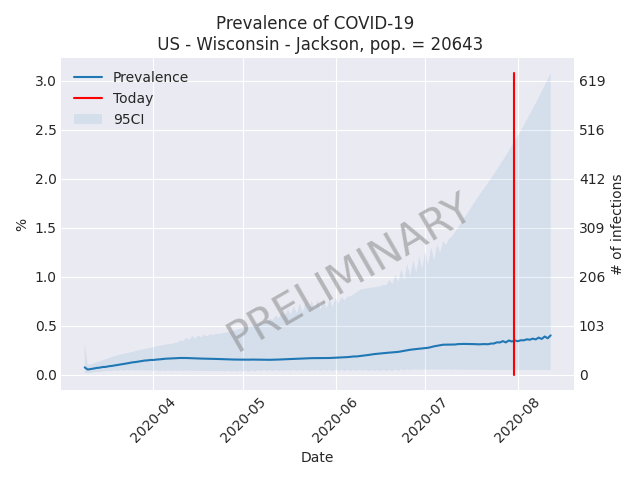 Prevalence of COVID-19
US - Wisconsin - Jackson, pop. = 20643
Prevalence
Today
95CI
PRELIMINARY
%
3.0
2.5
2.0
1.5
1.0
0.5
0.0
619
516
412
309
206
103
0
# of infections
2020-04
2020-05
2020-06
2020-07
2020-08
Date